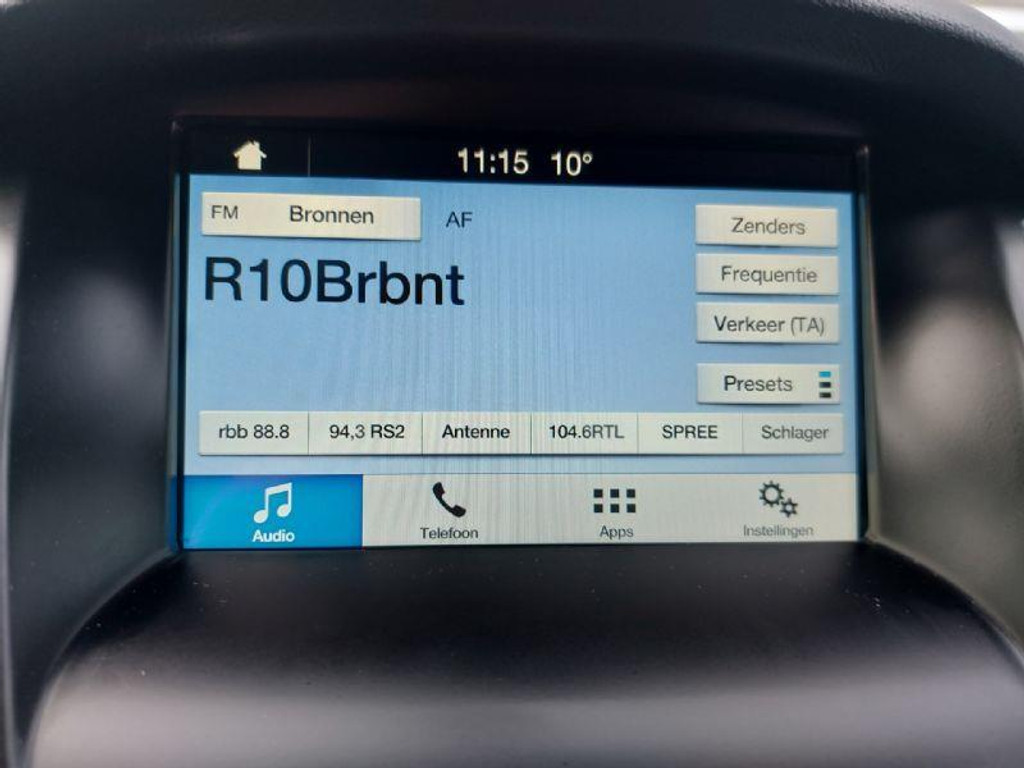 11:15 10°
FM Bronnen AF
Zenders
R10Brbnt
Frequentie
Verkeer (TA)
Presets
rbb 88.8 94,3 RS2 Antenne 104.6RTL SPREE Schlager
Audio Telefoon Apps Instellingen